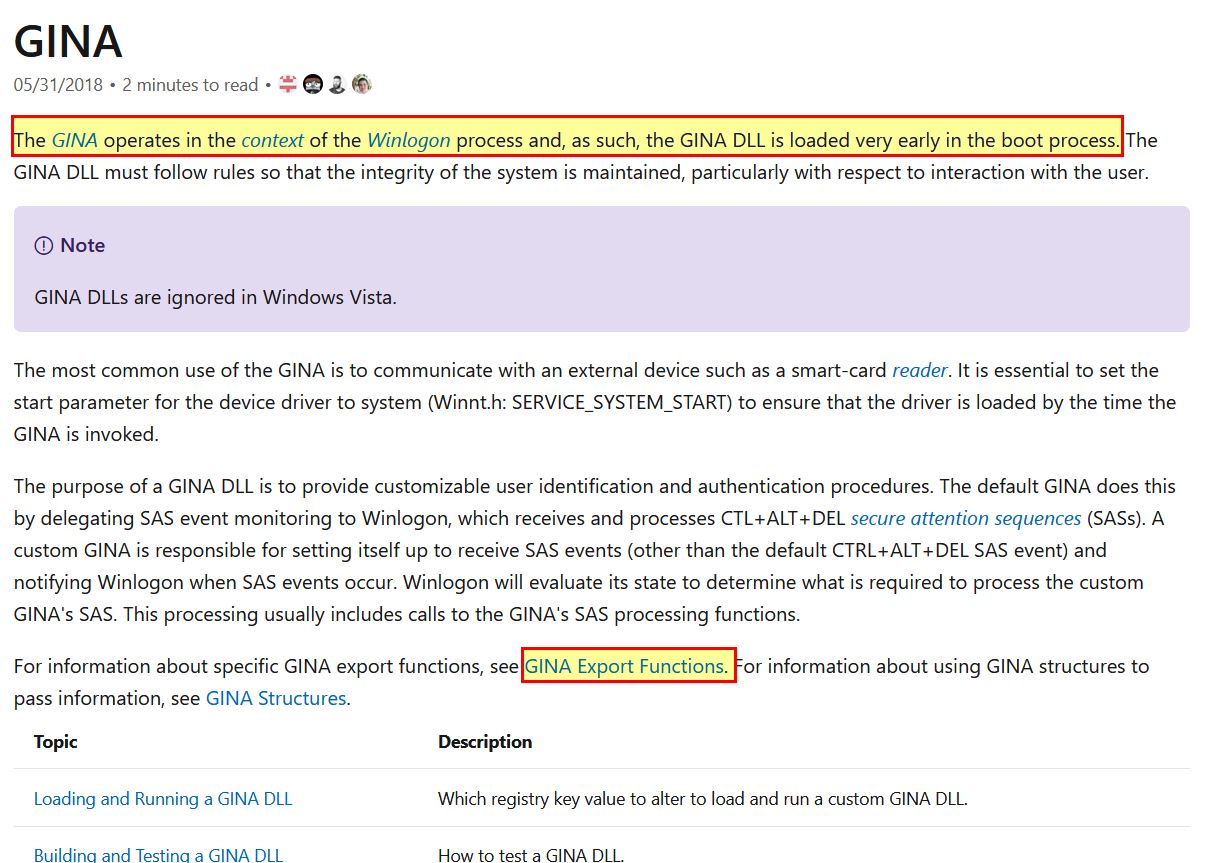 GINA
05/31/2018 • 2 minutes to read •
The GINA operates in the context of the Winlogon process and, as such, the GINA DLL is loaded very early in the boot process. The
GINA DLL must follow rules so that the integrity of the system is maintained, particularly with respect to interaction with the user.
Note
GINA DLLs are ignored in Windows Vista.
The most common use of the GINA is to communicate with an external device such as a smart-card reader. It is essential to set the
start parameter for the device driver to system (Winnt.h: SERVICE_SYSTEM_START) to ensure that the driver is loaded by the time the
GINA is invoked.
The purpose of a GINA DLL is to provide customizable user identification and authentication procedures. The default GINA does this
by delegating SAS event monitoring to Winlogon, which receives and processes CTL+ALT+DEL secure attention sequences (SASs). A
custom GINA is responsible for setting itself up to receive SAS events (other than the default CTRL+ALT+DEL SAS event) and
notifying Winlogon when SAS events occur. Winlogon will evaluate its state to determine what is required to process the custom
GINA's SAS. This processing usually includes calls to the GINA's SAS processing functions.
For information about specific GINA export functions, see GINA Export Functions. For information about using GINA structures to
pass information, see GINA Structures.
Topic Description
Loading and Running a GINA DLL Which registry key value to alter to load and run a custom GINA DLL.
Building and Testing a GINA DLL How to test a GINA DLL.